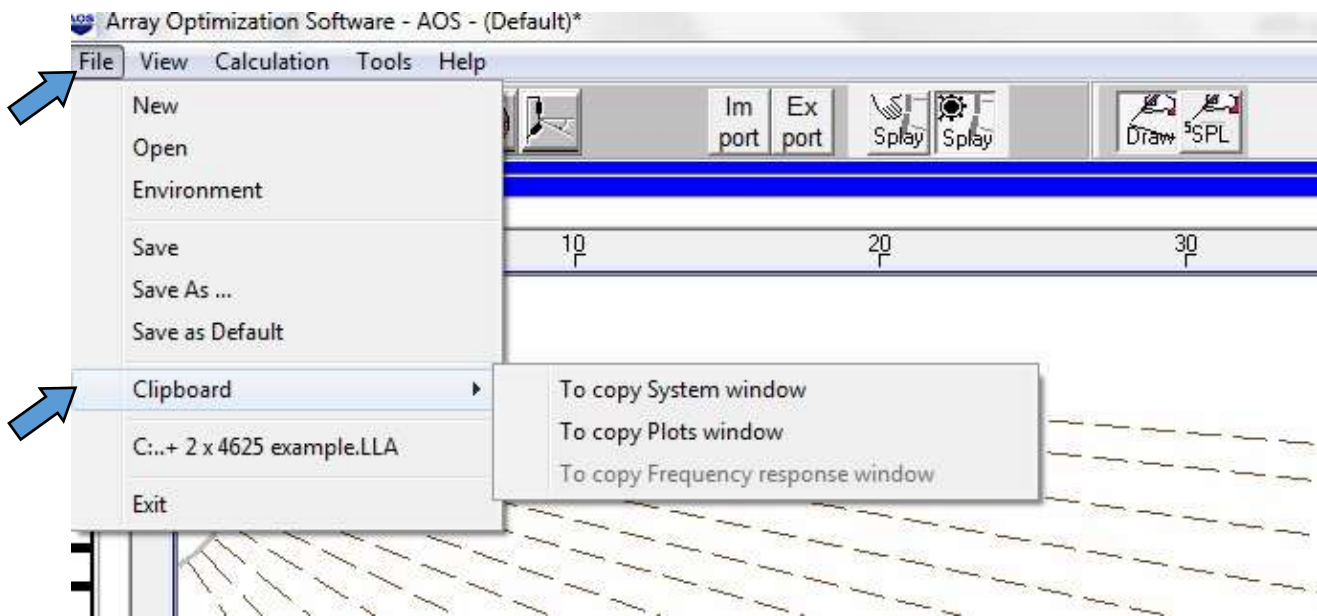 AOS Array Optimization Software - AOS - (Default)*
File View Calculation Tools Help
New
Open
Environment
Save
Save As ...
Save as Default
Clipboard
C:..+ 2 x 4625 example.LLA
Exit
To copy System window
To copy Plots window
To copy Frequency response window
Im
port
Ex
port
Splay
Splay
Draw
5SPL
10
20
30